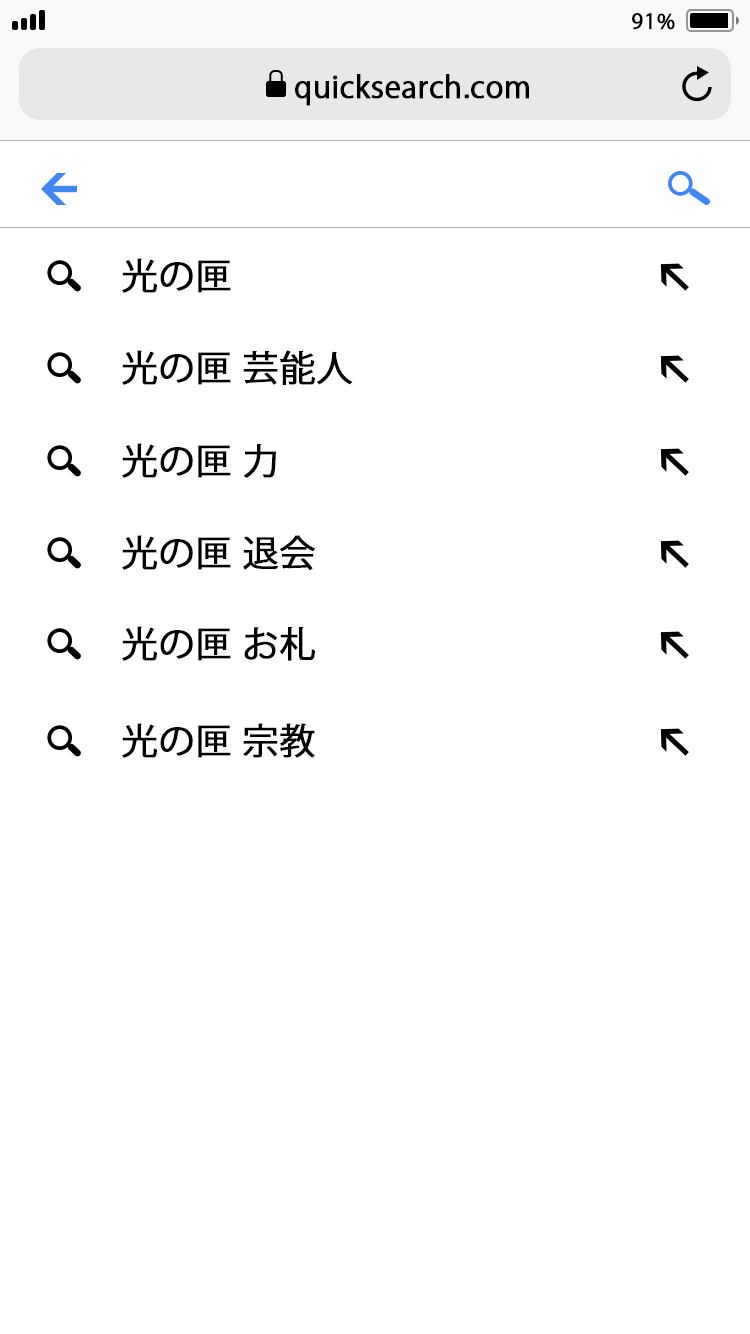 91%
quicksearch.com
光の匣
光の匣 芸能人
光の匣 力
光の匣 退会
光の匣 お札
光の匣 宗教